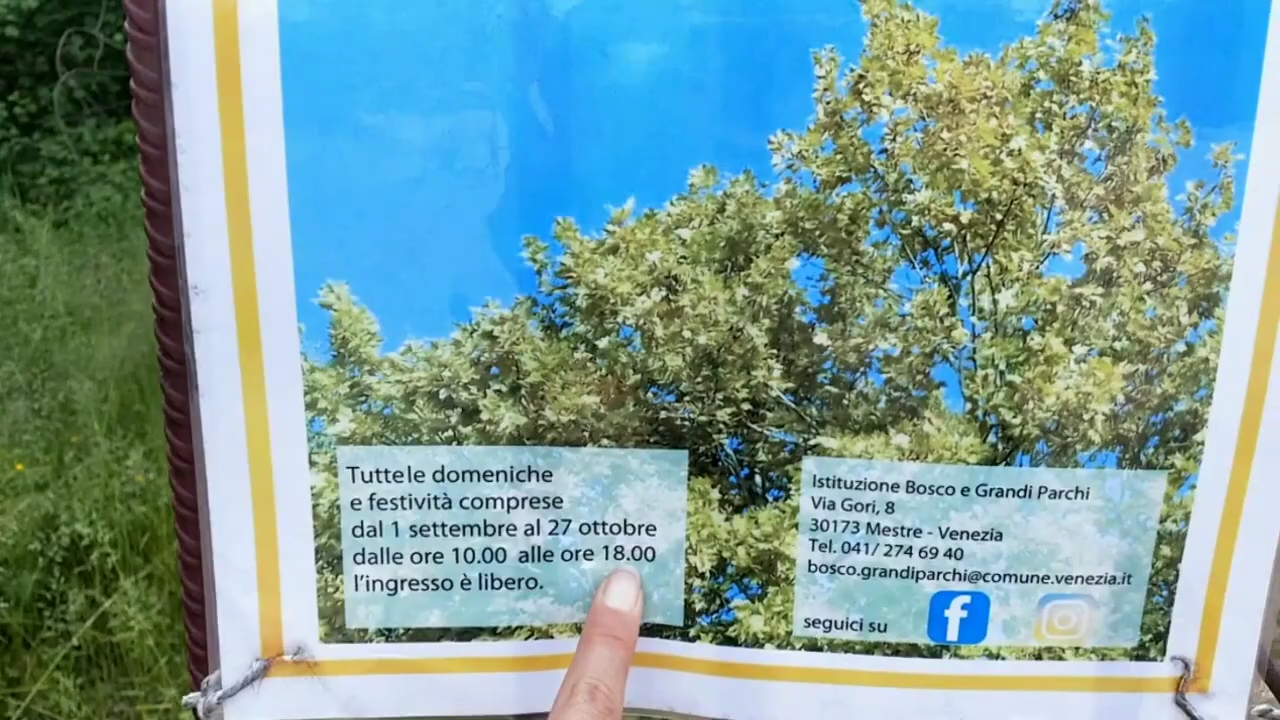 Tuttele domeniche
e festività comprese
dal 1 settembre al 27 ottobre
dalle ore 10.00 alle ore 18.00
l'ingresso è libero.
Istituzione Bosco e Grandi Parchi
Via Gori, 8
30173 Mestre - Venezia
Tel. 041/ 274 69 40
bosco.grandiparchi@comune.venezia.it
seguici su